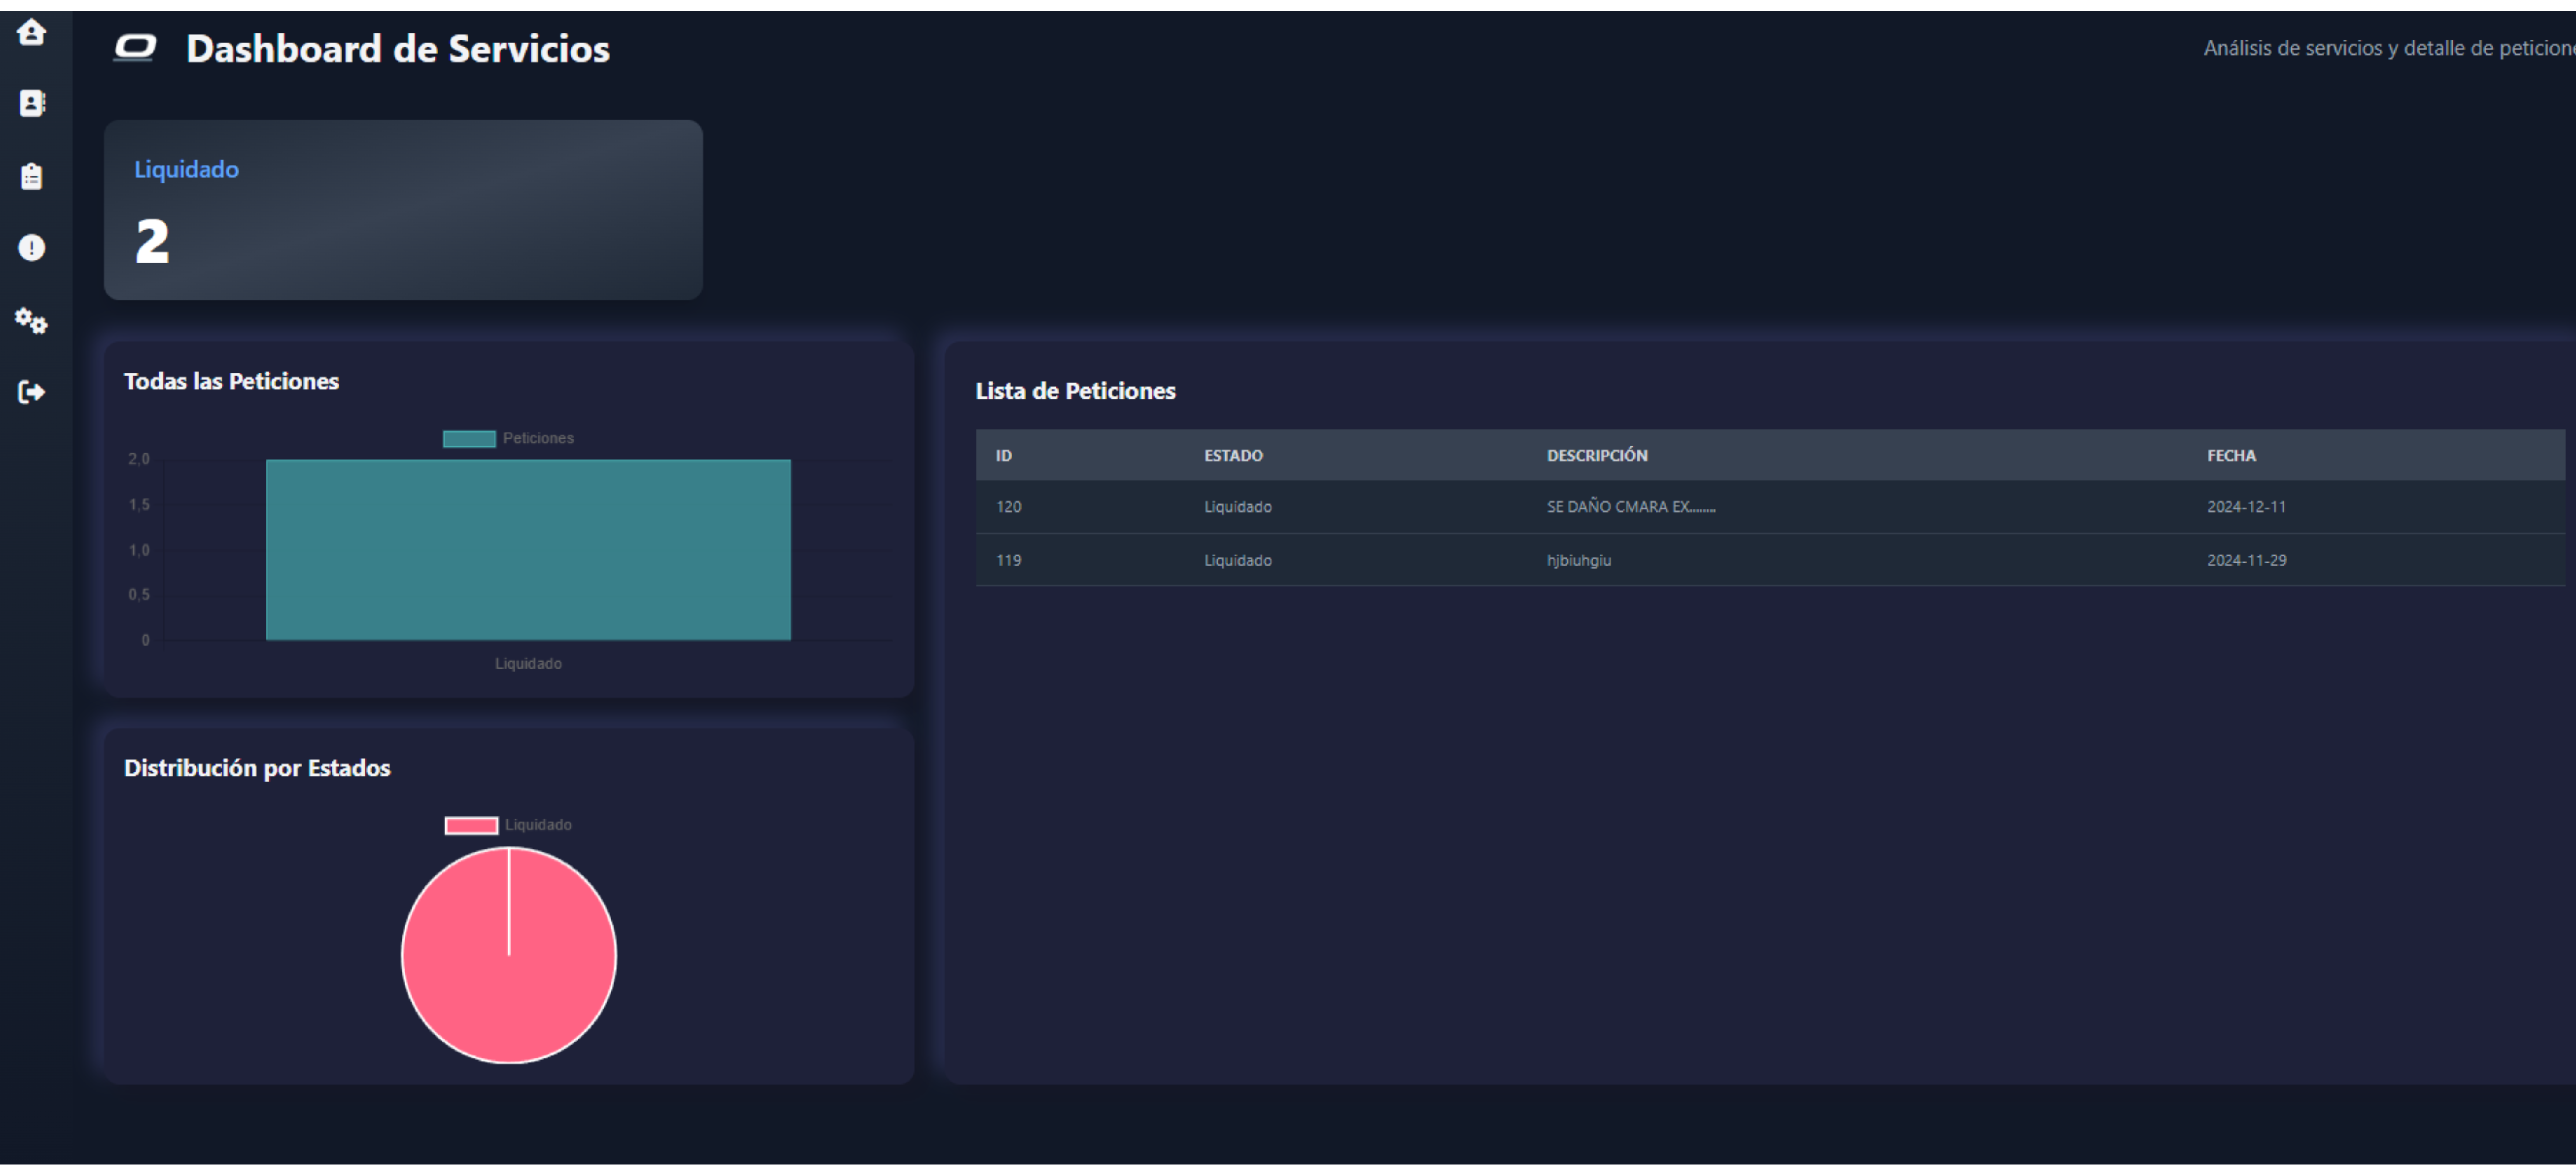 Dashboard de Servicios
Análisis de servicios y detalle de peticione
Liquidado
2
Todas las Peticiones
Peticiones
2,0
1,5
1,0
0,5
0
Liquidado
Distribución por Estados
Liquidado
Lista de Peticiones
ID ESTADO DESCRIPCIÓN FECHA
120 Liquidado SE DAÑO CMARA EX........ 2024-12-11
119 Liquidado hjbiuhgiu 2024-11-29